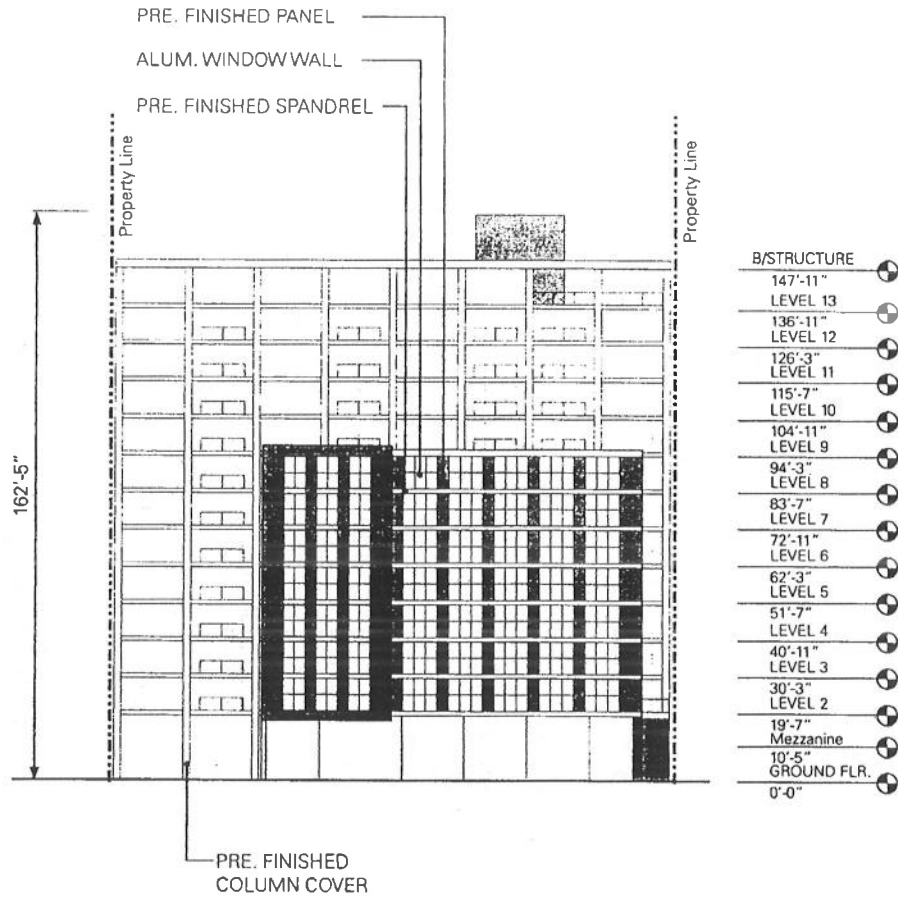 PRE. FINISHED PANEL
ALUM. WINDOW WALL
PRE. FINISHED SPANDREL
Property Line
Property Line
162'-5"
B/STRUCTURE
147'-11"
LEVEL 13
136'-11"
LEVEL 12
126'-3"
LEVEL 11
115'-7"
LEVEL 10
104'-11"
LEVEL 9
94'-3"
LEVEL 8
83'-7"
LEVEL 7
72'-11"
LEVEL 6
62'-3"
LEVEL 5
51'-7"
LEVEL 4
40'-11"
LEVEL 3
30'-3"
LEVEL 2
19'-7"
Mezzanine
10'-5"
GROUND FLR.
0'-0"
PRE. FINISHED
COLUMN COVER